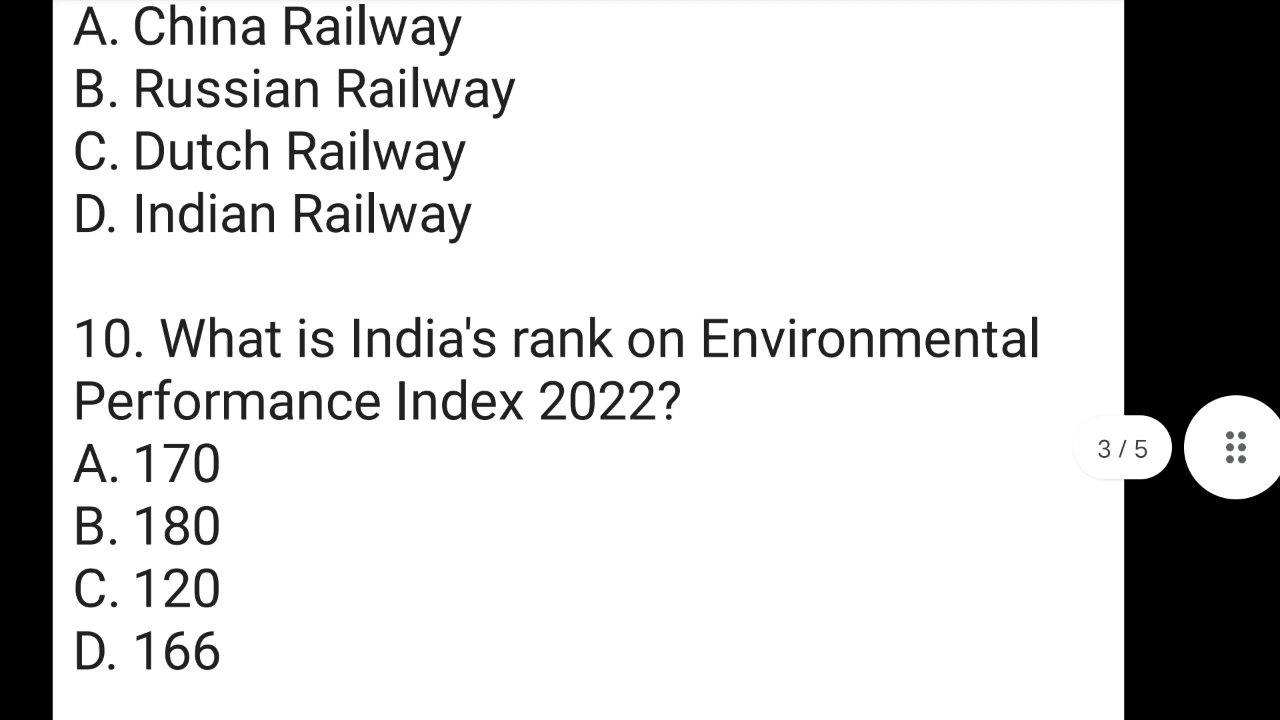 A. China Railway
B. Russian Railway
C. Dutch Railway
D. Indian Railway
10. What is India's rank on Environmental
Performance Index 2022?
A. 170
B. 180
C. 120
D. 166
3 / 5